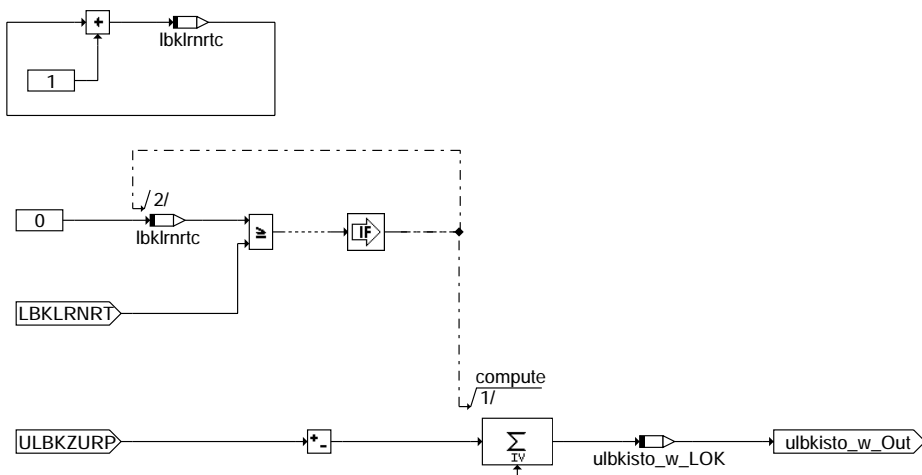 +
lbklrnrtc
1
2/
0
lbklrnrtc
≥
IF
LBKLRNRT
compute
1/
ULBKZURP
+
-
Σ
IV
ulbkisto_w_LOK
ulbkisto_w_Out